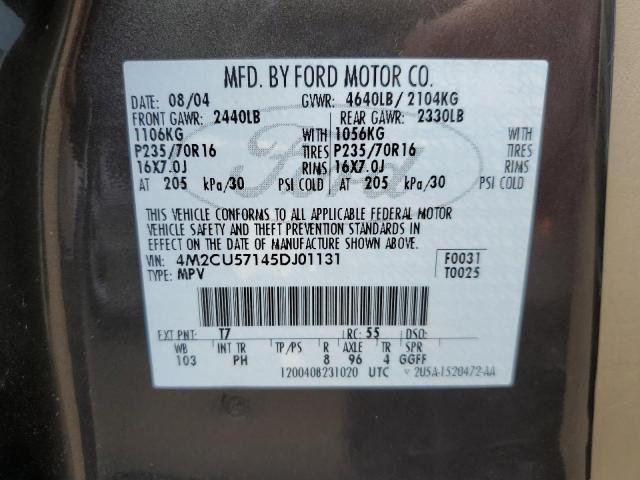 MFD. BY FORD MOTOR CO.
DATE: 08/04 GVWR: 4640LB/ 2104KG
FRONT GAWR: 2440LB REAR GAWR: 2330LB
1106KG WITH 1056KG WITH
P235/70R16 TIRES P235/70R16 TIRES
16X7.0J RIMS 16X7.0J RIMS
AT 205 kPa/30 PSI COLD AT 205 kPa/30 PSI COLD
THIS VEHICLE CONFORMS TO ALL APPLICABLE FEDERAL MOTOR
VEHICLE SAFETY AND THEFT PREVENTION STANDARDS IN
EFFECT ON THE DATE OF MANUFACTURE SHOWN ABOVE.
VIN: 4M2CU57145DJ01131 F0031
TYPE: MPV T0025
EXT PNT: T7 RC: 55 DSO:
WB INT TR TP/PS R AXLE TR SPR
103 PH 8 96 4 GGFF
1200408231020 UTC 2U5A-1520472-AA
Ford